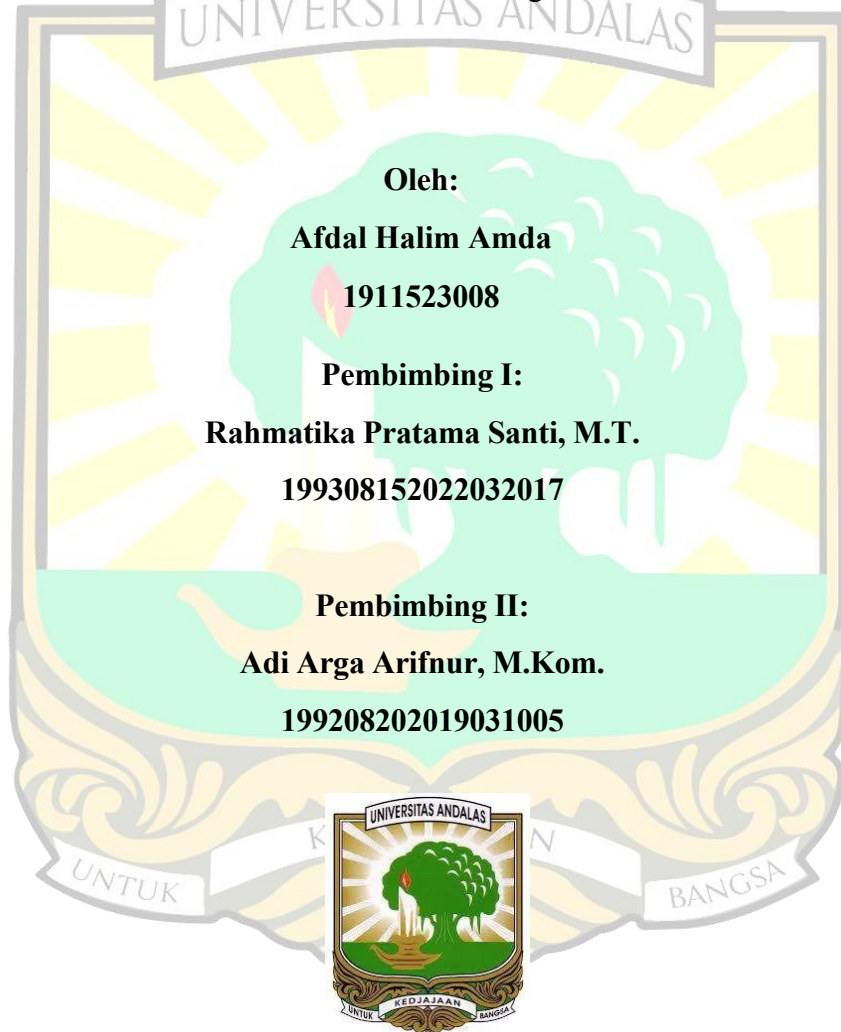 UNIVERSITAS ANDALAS
Oleh:
Afdal Halim Amda
1911523008
Pembimbing I:
Rahmatika Pratama Santi, M.T.
199308152022032017
Pembimbing II:
Adi Arga Arifnur, M.Kom.
199208202019031005
UNIVERSITAS ANDALAS
UNTUK
BANGSA
UNTUK
KEDJAJAAN
BANGSA